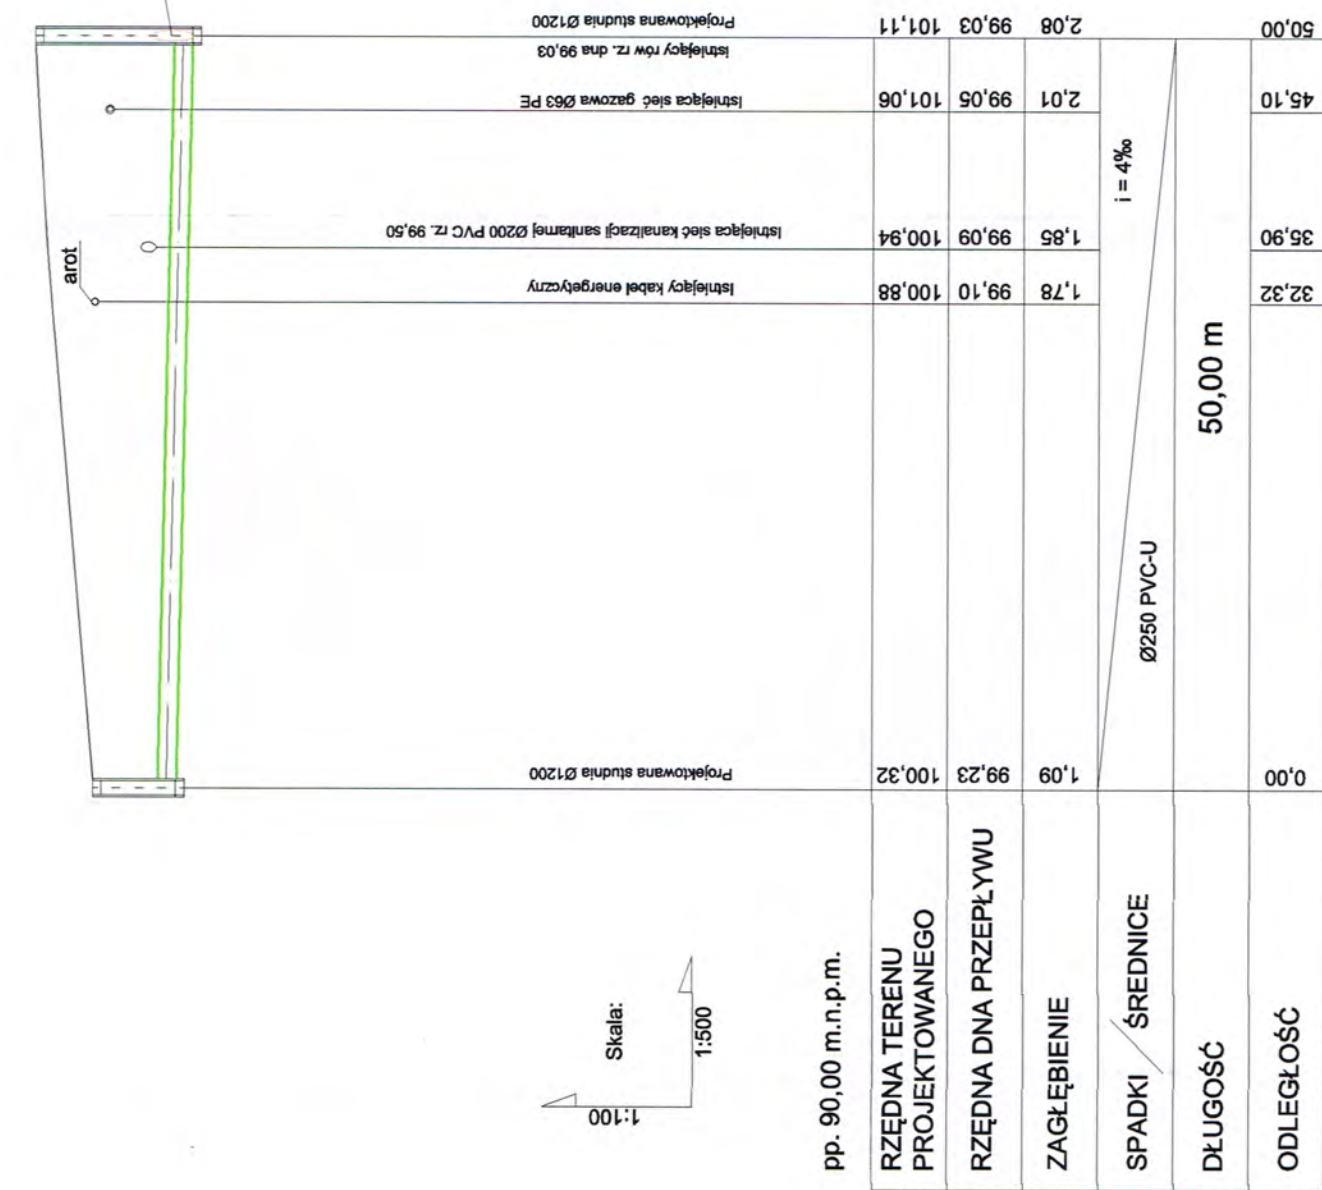 arot
Projektowana studnia Ø1200
Istniejący kabel energetyczny
Istniejąca sieć kanalizacji sanitarnej Ø200 PVC rz. 99,50
Istniejąca sieć gazowa Ø63 PE
Istniejący rów rz. dna 99,03
Projektowana studnia Ø1200
Skala:
1:100
1:500
pp. 90,00 m.n.p.m.
RZĘDNA TERENU
PROJEKTOWANEGO
100,32 100,88 100,94 101,06 101,11
RZĘDNA DNA PRZEPŁYWU 99,23 99,10 99,09 99,05 99,03
ZAGŁĘBIENIE 1,09 1,78 1,85 2,01 2,08
SPADKI / ŚREDNICE Ø250 PVC-U i = 4‰
DŁUGOŚĆ 50,00 m
ODLEGŁOŚĆ 0,00 32,32 35,90 45,10 50,00